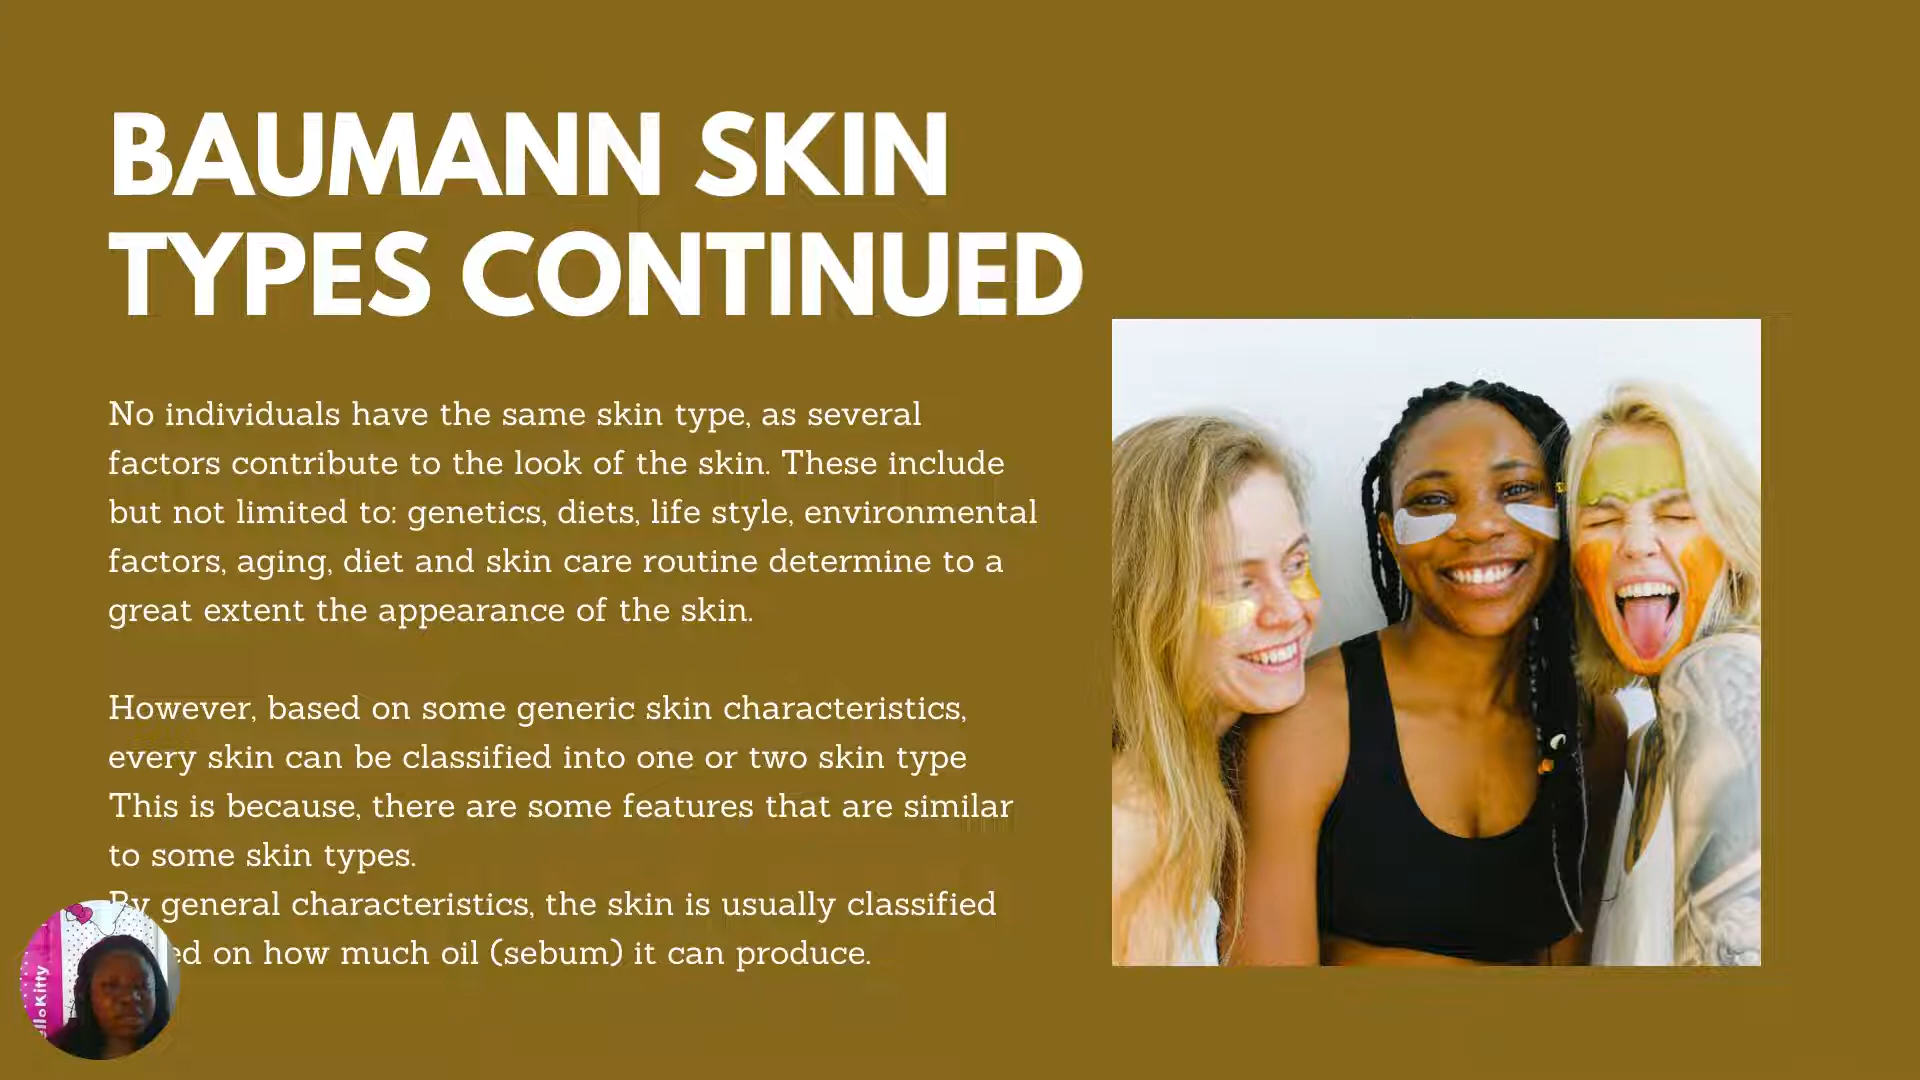 BAUMANN SKIN
TYPES CONTINUED
No individuals have the same skin type, as several
factors contribute to the look of the skin. These include
but not limited to: genetics, diets, life style, environmental
factors, aging, diet and skin care routine determine to a
great extent the appearance of the skin.
However, based on some generic skin characteristics,
every skin can be classified into one or two skin type
This is because, there are some features that are similar
to some skin types.
By general characteristics, the skin is usually classified
ed on how much oil (sebum) it can produce.
lloKitty